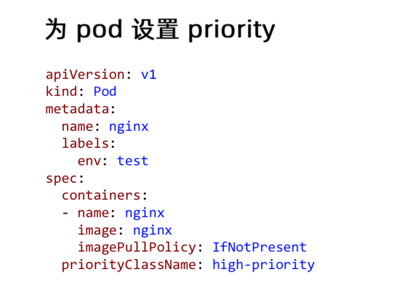 为 pod 设置 priority
apiVersion: v1
kind: Pod
metadata:
  name: nginx
  labels:
    env: test
spec:
  containers:
  - name: nginx
    image: nginx
    imagePullPolicy: IfNotPresent
  priorityClassName: high-priority